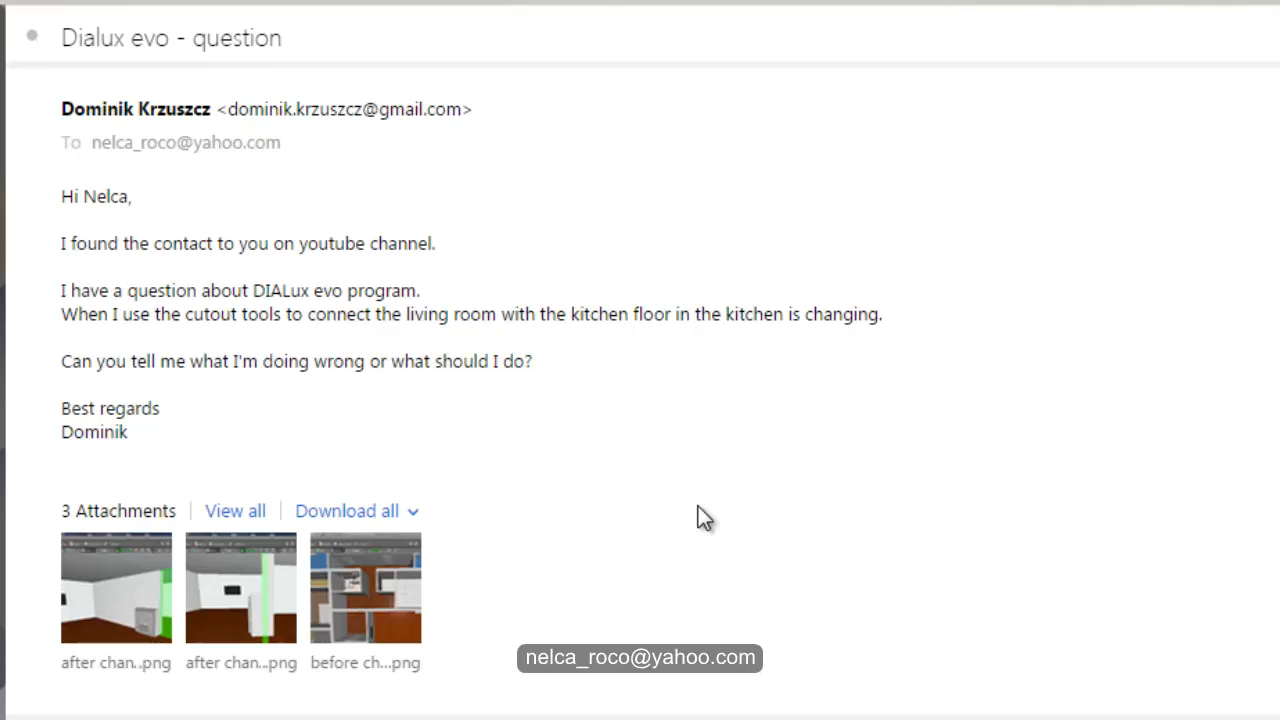 Dialux evo - question
Dominik Krzuszcz <dominik.krzuszcz@gmail.com>
To nelca_roco@yahoo.com
Hi Nelca,
I found the contact to you on youtube channel.
I have a question about DIALux evo program.
When I use the cutout tools to connect the living room with the kitchen floor in the kitchen is changing.
Can you tell me what I'm doing wrong or what should I do?
Best regards
Dominik
3 Attachments View all Download all
after chan..png after chan...png before ch...png
nelca_roco@yahoo.com